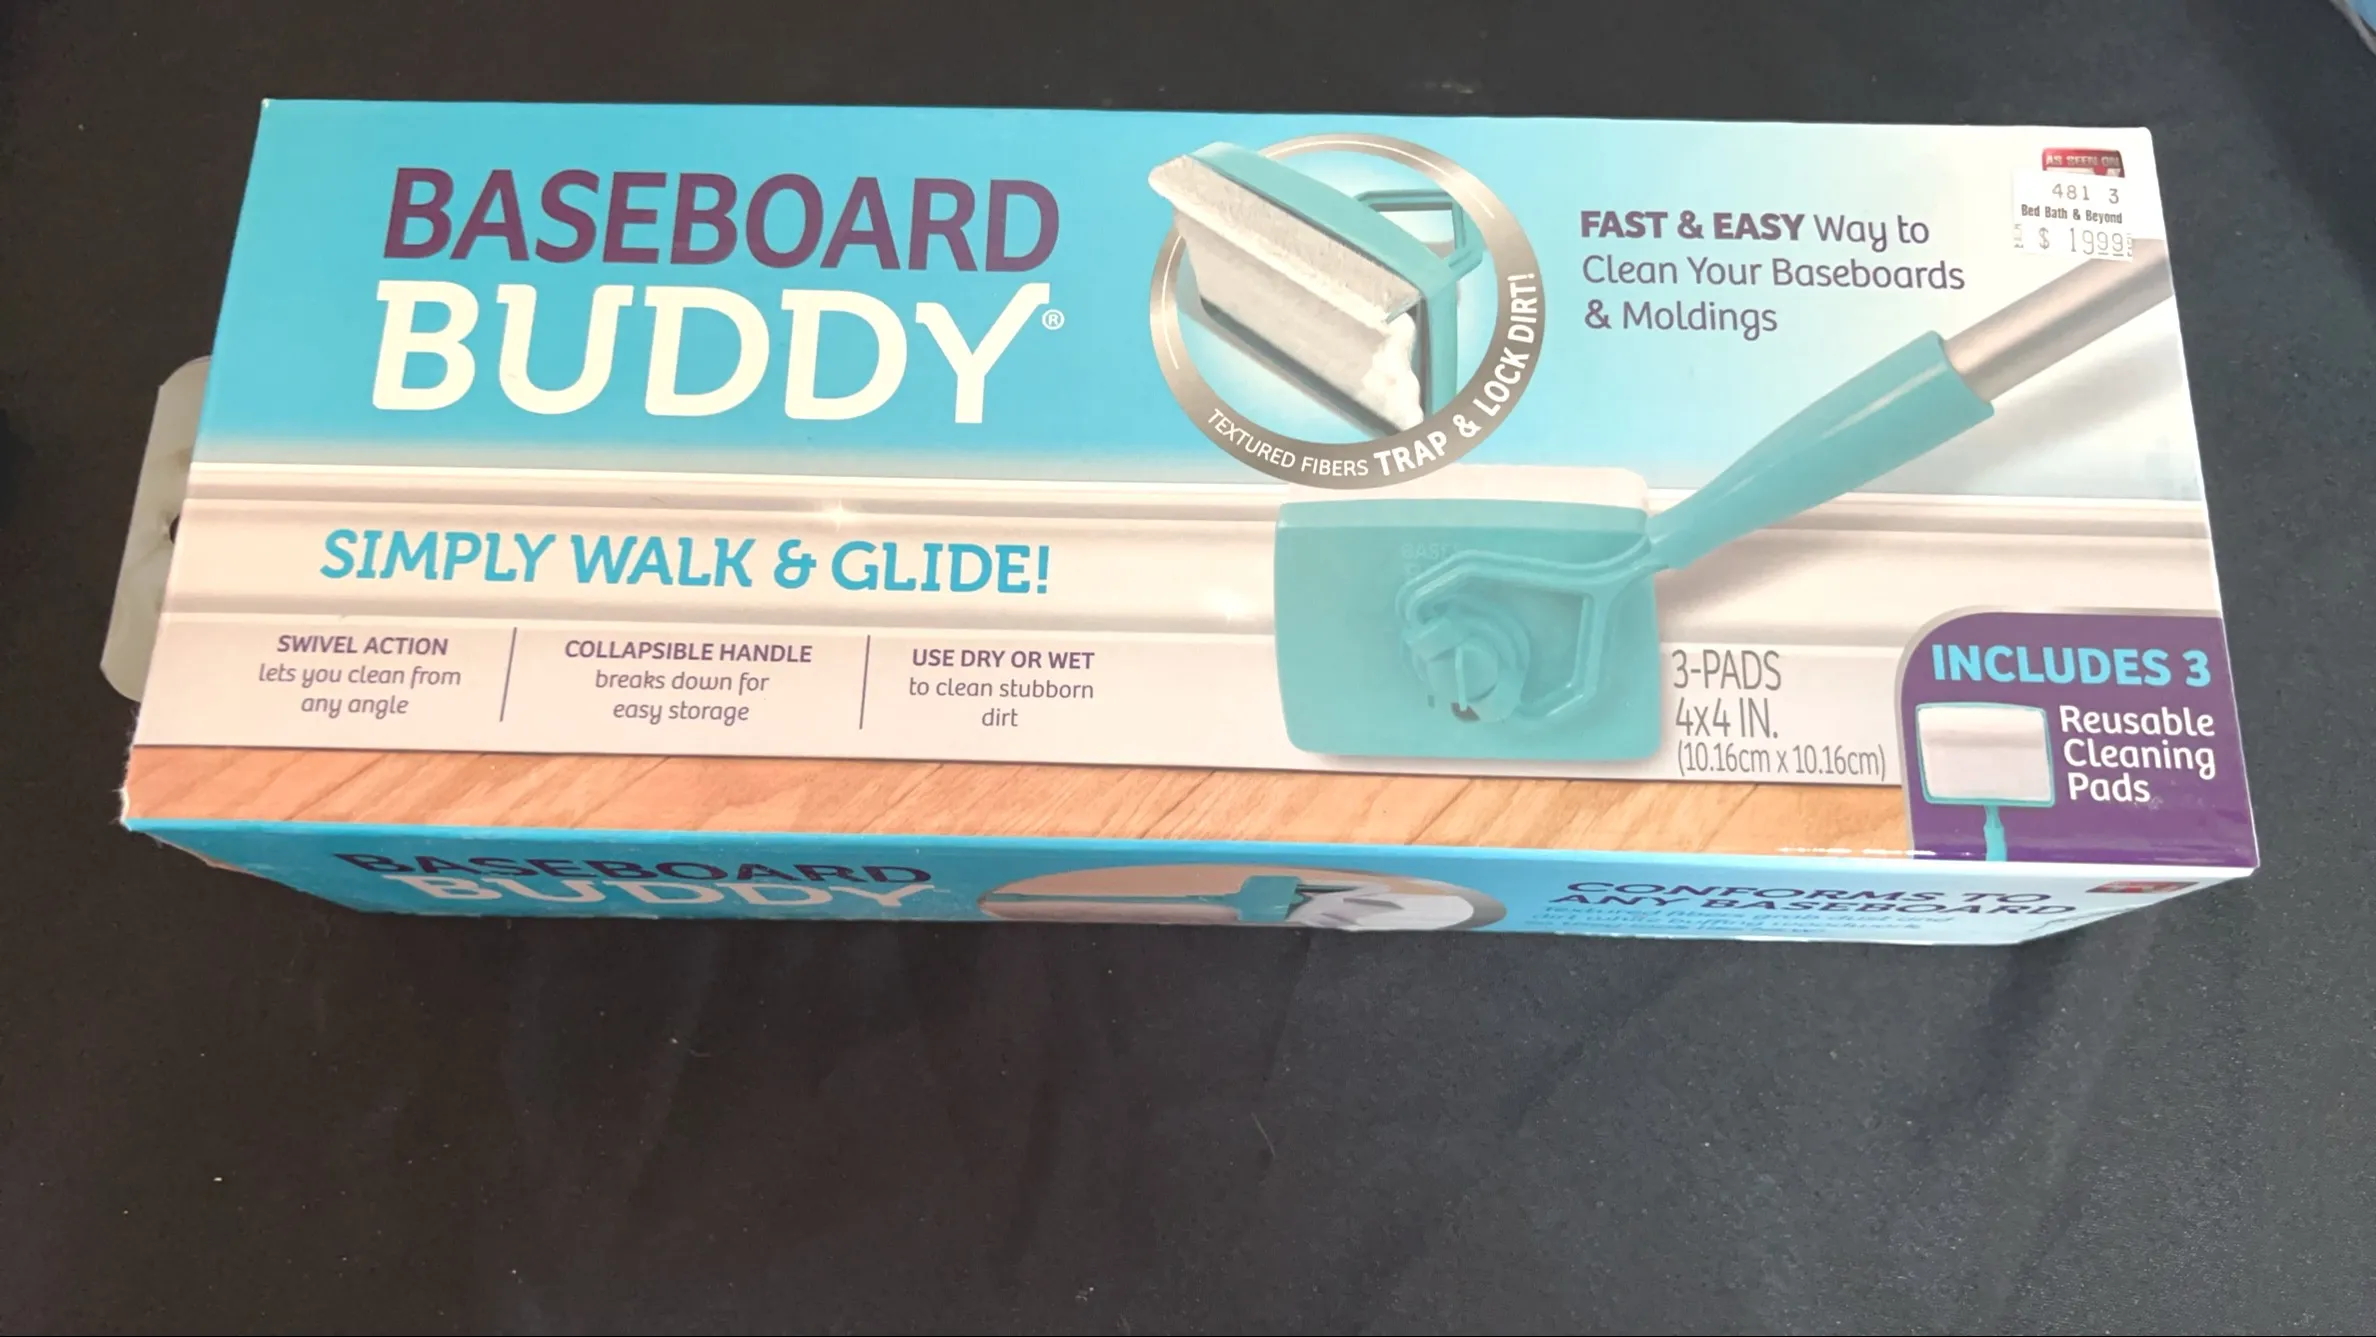 BASEBOARD
BUDDY®
TEXTURED FIBERS TRAP & LOCK DIRT!
FAST & EASY Way to
Clean Your Baseboards
& Moldings
AS SEEN ON
481 3
Bed Bath & Beyond
$ 1999
SIMPLY WALK & GLIDE!
SWIVEL ACTION
lets you clean from
any angle
COLLAPSIBLE HANDLE
breaks down for
easy storage
USE DRY OR WET
to clean stubborn
dirt
3-PADS
4x4 IN.
(10.16cm x 10.16cm)
INCLUDES 3
Reusable
Cleaning
Pads
BASEBOARD
BUDDY
CONFORMS TO
ANY BASEBOARD